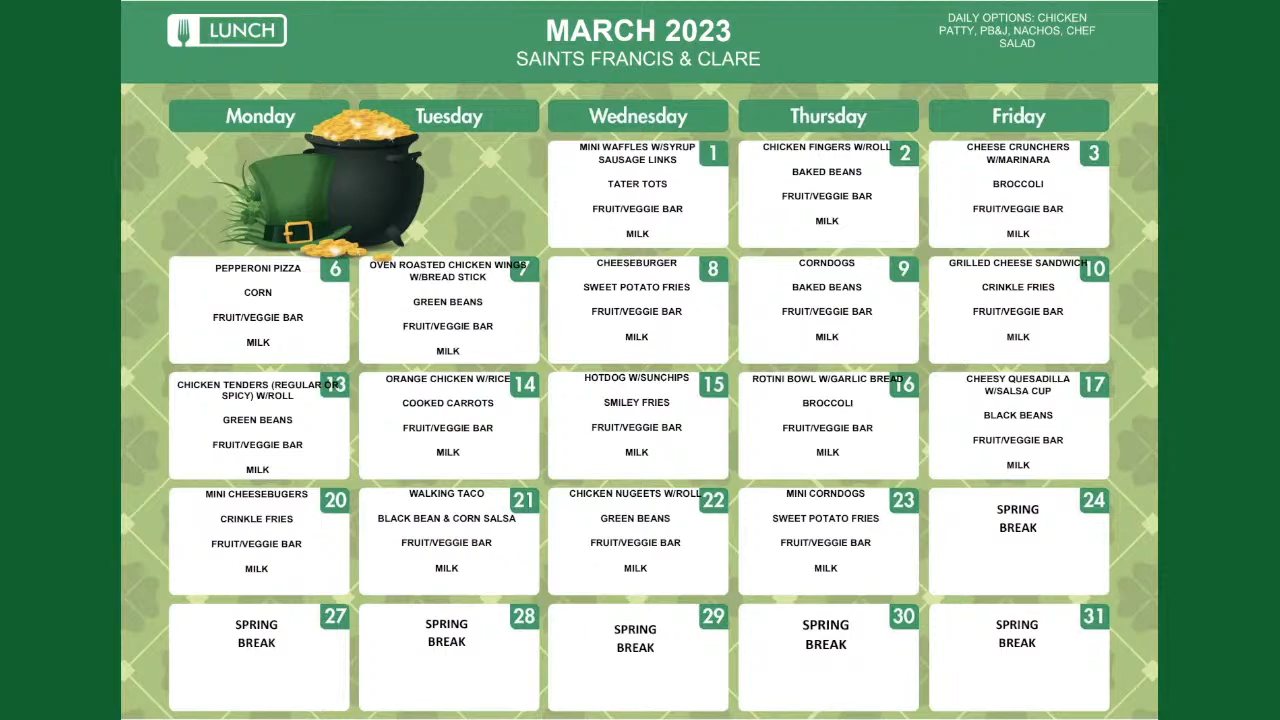 LUNCH
MARCH 2023
SAINTS FRANCIS & CLARE
DAILY OPTIONS: CHICKEN
PATTY, PB&J, NACHOS, CHEF
SALAD
Monday
Tuesday
Wednesday
Thursday
Friday
1
MINI WAFFLES W/SYRUP
SAUSAGE LINKS
TATER TOTS
FRUIT/VEGGIE BAR
MILK
2
CHICKEN FINGERS W/ROLL
BAKED BEANS
FRUIT/VEGGIE BAR
MILK
3
CHEESE CRUNCHERS
W/MARINARA
BROCCOLI
FRUIT/VEGGIE BAR
MILK
6
PEPPERONI PIZZA
CORN
FRUIT/VEGGIE BAR
MILK
7
OVEN ROASTED CHICKEN WINGS
W/BREAD STICK
GREEN BEANS
FRUIT/VEGGIE BAR
MILK
8
CHEESEBURGER
SWEET POTATO FRIES
FRUIT/VEGGIE BAR
MILK
9
CORNDOGS
BAKED BEANS
FRUIT/VEGGIE BAR
MILK
10
GRILLED CHEESE SANDWICH
CRINKLE FRIES
FRUIT/VEGGIE BAR
MILK
13
CHICKEN TENDERS (REGULAR OR
SPICY) W/ROLL
GREEN BEANS
FRUIT/VEGGIE BAR
MILK
14
ORANGE CHICKEN W/RICE
COOKED CARROTS
FRUIT/VEGGIE BAR
MILK
15
HOTDOG W/SUNCHIPS
SMILEY FRIES
FRUIT/VEGGIE BAR
MILK
16
ROTINI BOWL W/GARLIC BREAD
BROCCOLI
FRUIT/VEGGIE BAR
MILK
17
CHEESY QUESADILLA
W/SALSA CUP
BLACK BEANS
FRUIT/VEGGIE BAR
MILK
20
MINI CHEESEBUGERS
CRINKLE FRIES
FRUIT/VEGGIE BAR
MILK
21
WALKING TACO
BLACK BEAN & CORN SALSA
FRUIT/VEGGIE BAR
MILK
22
CHICKEN NUGEETS W/ROLL
GREEN BEANS
FRUIT/VEGGIE BAR
MILK
23
MINI CORNDOGS
SWEET POTATO FRIES
FRUIT/VEGGIE BAR
MILK
24
SPRING
BREAK
27
SPRING
BREAK
28
SPRING
BREAK
29
SPRING
BREAK
30
SPRING
BREAK
31
SPRING
BREAK